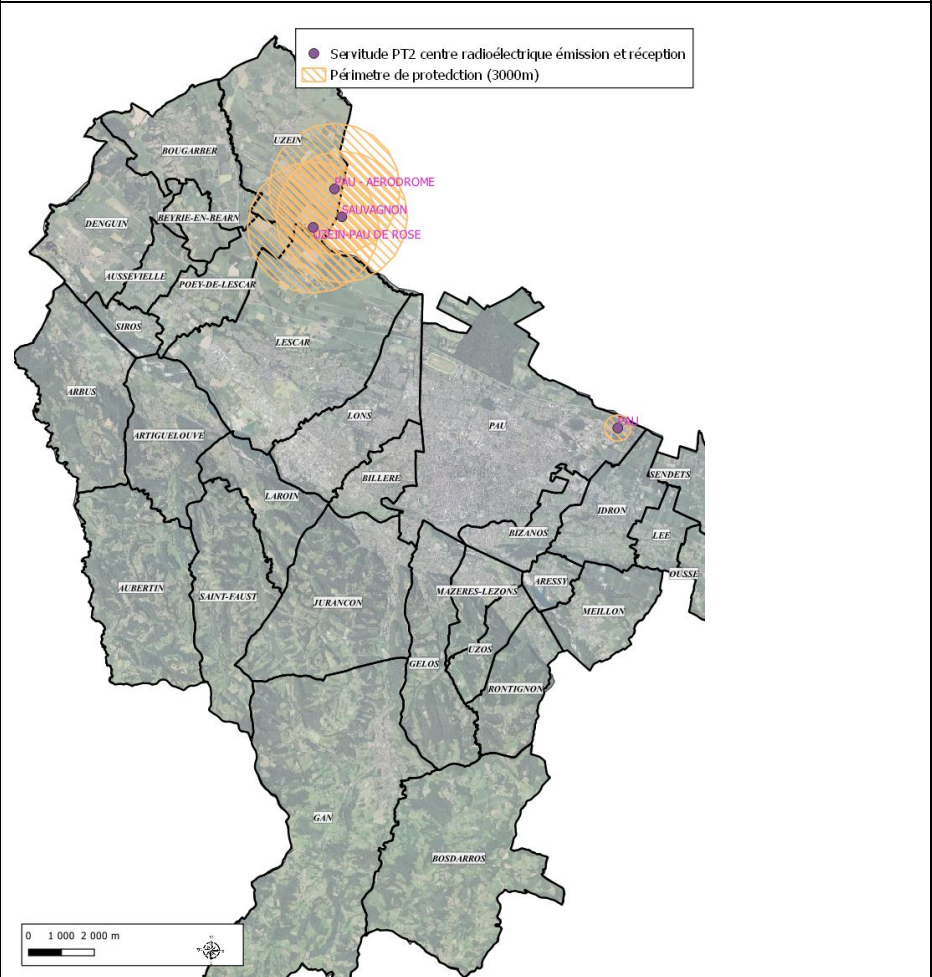 Servitude PT2 centre radioélectrique émission et réception
Périmetre de protedction (3000m)
UZEIN
BOUGARBER
PAU - AERODROME
SAUVAGNON
BEYRIE-EN-BEARN
DENGUIN
UZEIN-PAU DE ROSE
AUSSEVIELLE
POEY-DE-LESCAR
SIROS
LESCAR
ARBUS
LONS
PAU
PAU
ARTIGUELOUVE
SENDETS
BILLERE
LAROIN
IDRON
BIZANOS
LEE
OUSSE
ARESSY
AUBERTIN
MAZERES-LEZONS
SAINT-FAUST
JURANCON
MEILLON
UZOS
GELOS
RONTIGNON
GAN
BOSDARROS
0 1 000 2 000 m